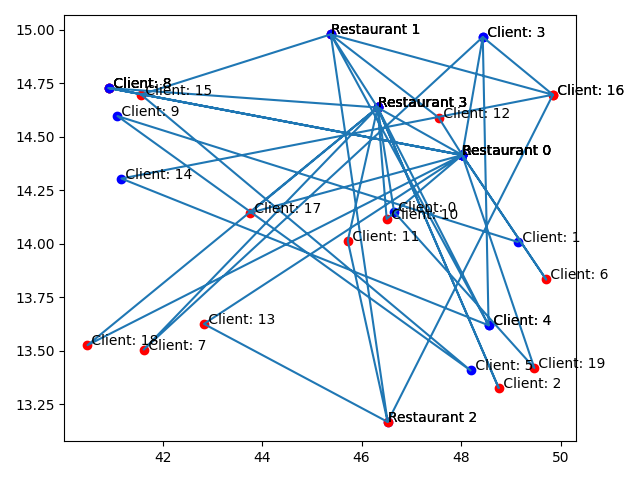 15.00
14.75
14.50
14.25
14.00
13.75
13.50
13.25
42
44
46
48
50
Restaurant 1
Client: 3
Client: 8
Client: 15
Client: 16
Restaurant 3
Client: 9
Client: 12
Restaurant 0
Client: 14
Client: 17
Client: 0
Client: 10
Client: 11
Client: 1
Client: 6
Client: 13
Client: 4
Client: 18
Client: 7
Client: 5
Client: 19
Client: 2
Restaurant 2